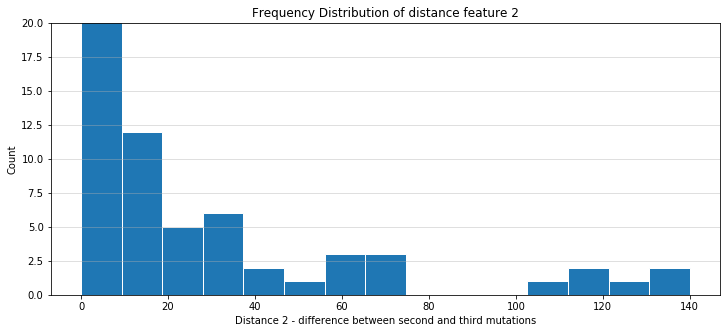 Frequency Distribution of distance feature 2
20.0
17.5
15.0
12.5
10.0
7.5
5.0
2.5
0.0
Count
0 20 40 60 80 100 120 140
Distance 2 - difference between second and third mutations